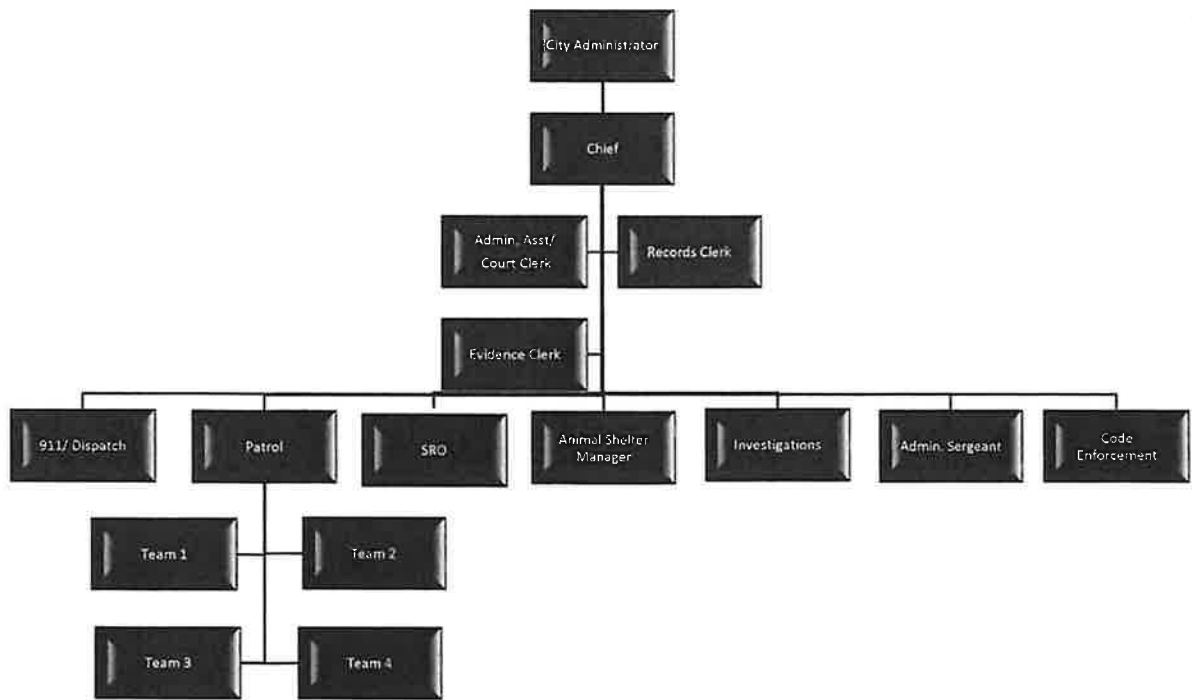 City Administrator
Chief
Admin. Asst/
Court Clerk
Records Clerk
Evidence Clerk
911/ Dispatch
Patrol
SRO
Animal Shelter
Manager
Investigations
Admin. Sergeant
Code
Enforcement
Team 1
Team 2
Team 3
Team 4